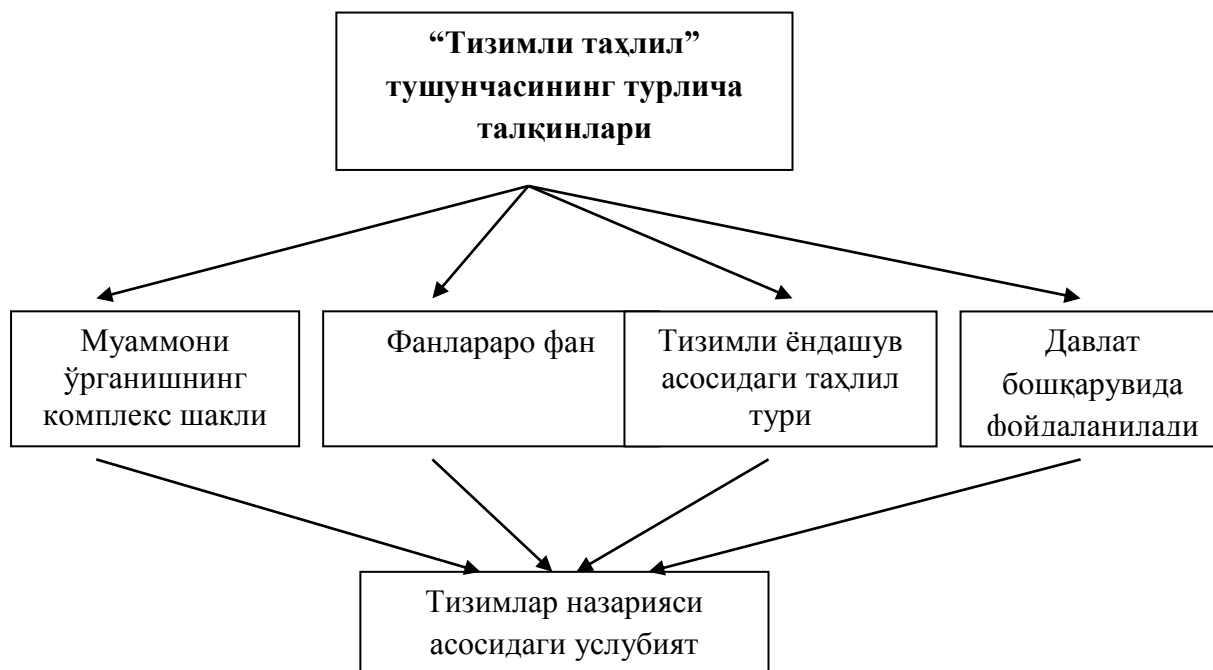 “Тизимли таҳлил”
тушунчасининг турлича
талқинлари
Муаммони
ўрганишнинг
комплекс шакли
Фанлараро фан
Тизимли ёндашув
асосидаги таҳлил
тури
Давлат
бошқарувида
фойдаланилади
Тизимлар назарияси
асосидаги услубият